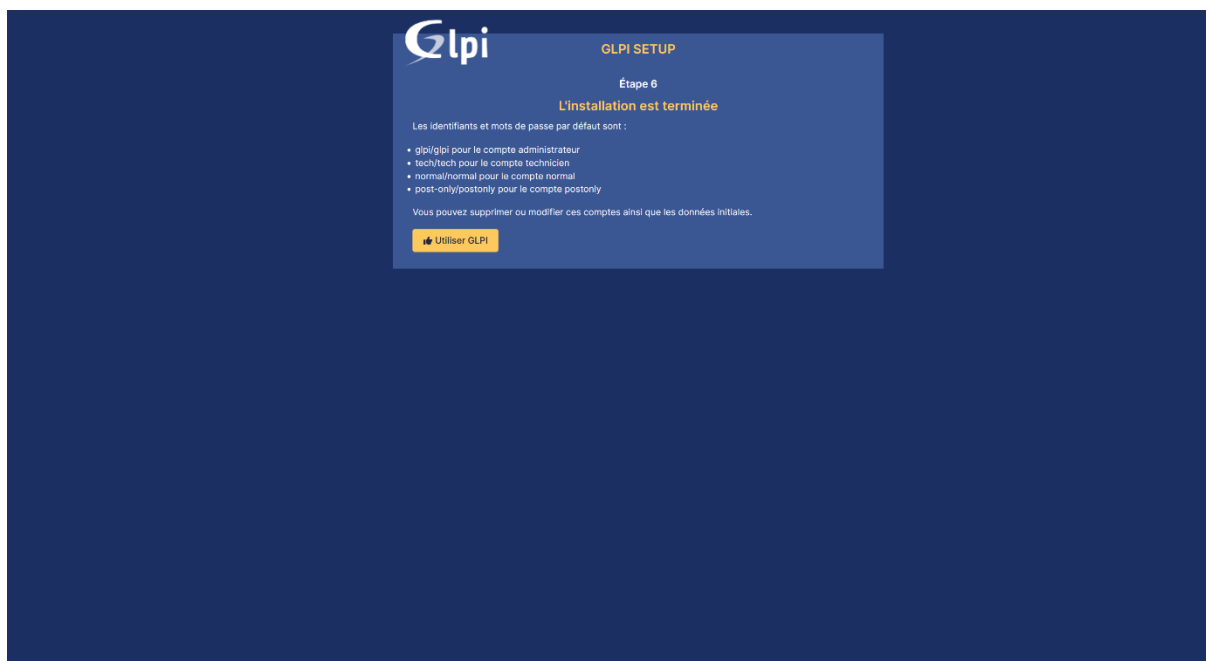 Glpi
GLPI SETUP
Étape 6
L'installation est terminée
Les identifiants et mots de passe par défaut sont :
• glpi/glpi pour le compte administrateur
• tech/tech pour le compte technicien
• normal/normal pour le compte normal
• post-only/postonly pour le compte postonly
Vous pouvez supprimer ou modifier ces comptes ainsi que les données initiales.
Utiliser GLPI